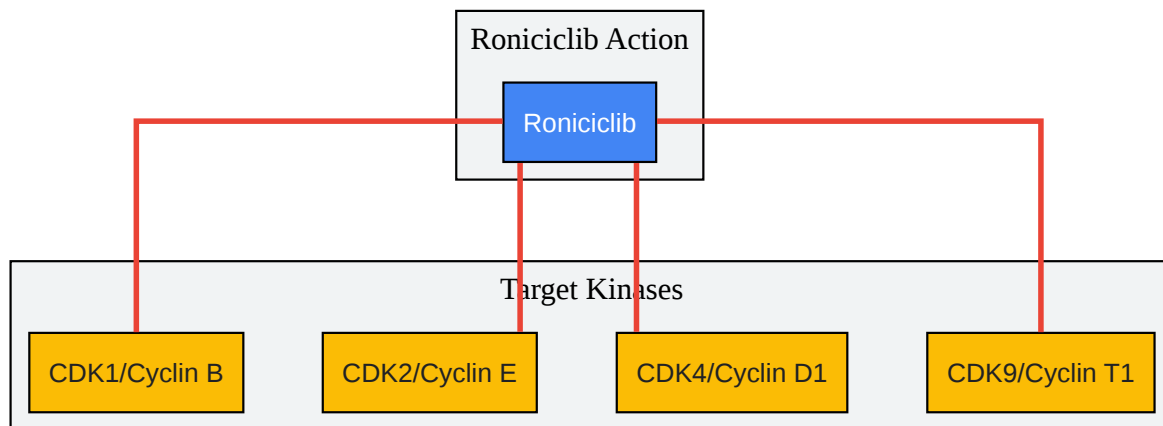 Roniciclib Action
Roniciclib
Target Kinases
CDK1/Cyclin B
CDK2/Cyclin E
CDK4/Cyclin D1
CDK9/Cyclin T1